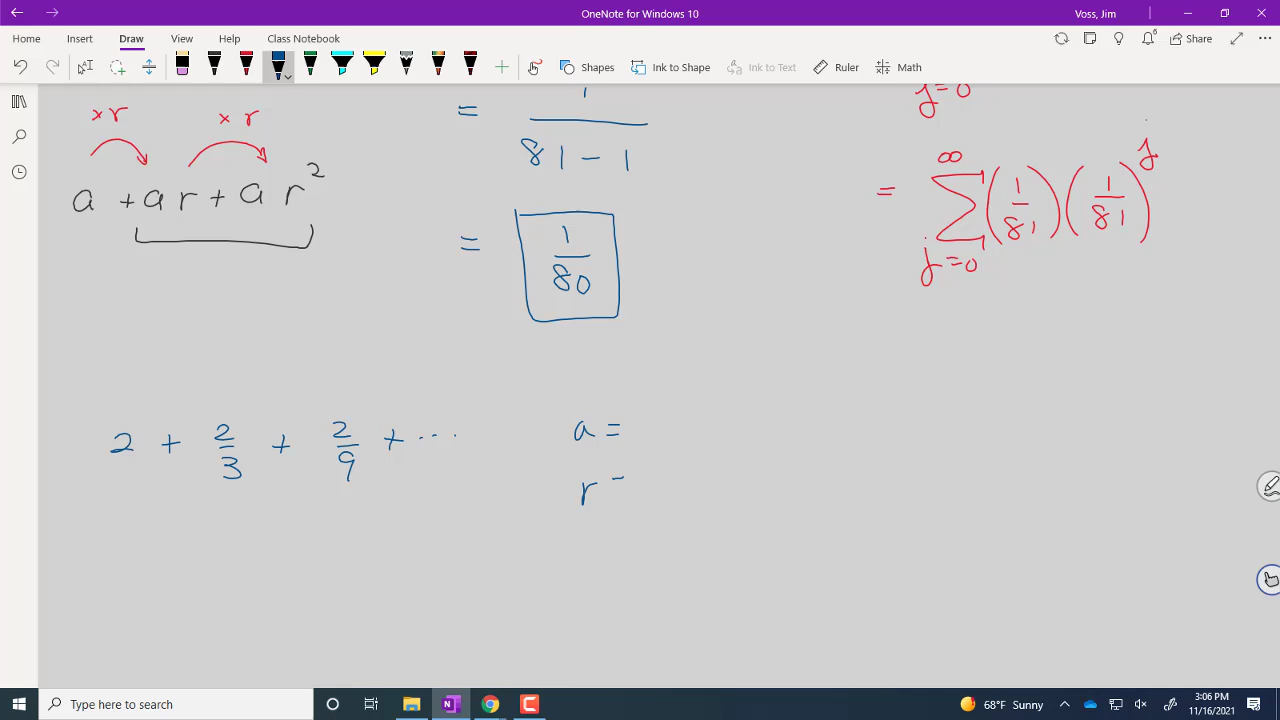 OneNote for Windows 10
Voss, Jim
Home Insert Draw View Help Class Notebook
Share
Shapes Ink to Shape Ink to Text Ruler Math
×r ×r
a + ar + ar²
=
81 - 1
= 1/80
j=0
= ∑ (1/81)(1/81)^j
∞
j=0
2 + 2/3 + 2/9 + ...
a =
r -
Type here to search
68°F Sunny
3:06 PM
11/16/2021